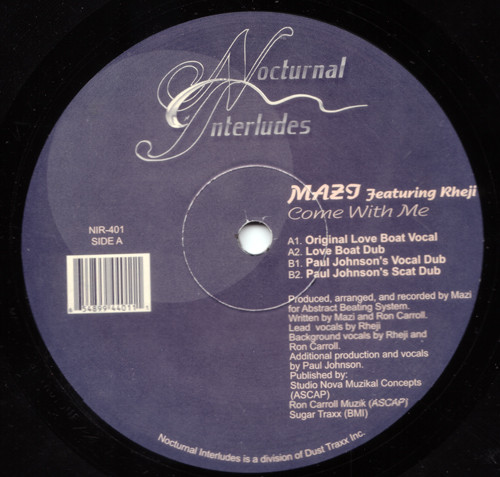 Nocturnal
Interludes
MAZI Featuring Rheji
Come With Me
NIR-401
SIDE A
A1. Original Love Boat Vocal
A2. Love Boat Dub
B1. Paul Johnson's Vocal Dub
B2. Paul Johnson's Scat Dub
Produced, arranged, and recorded by Mazi
for Abstract Beating System.
Written by Mazi and Ron Carroll.
Lead vocals by Rheji
Background vocals by Rheji and
Ron Carroll.
Additional production and vocals
by Paul Johnson.
Published by:
Studio Nova Muzikal Concepts
(ASCAP)
Ron Carroll Muzik (ASCAP)
Sugar Traxx (BMI)
Nocturnal Interludes is a division of Dust Traxx Inc.